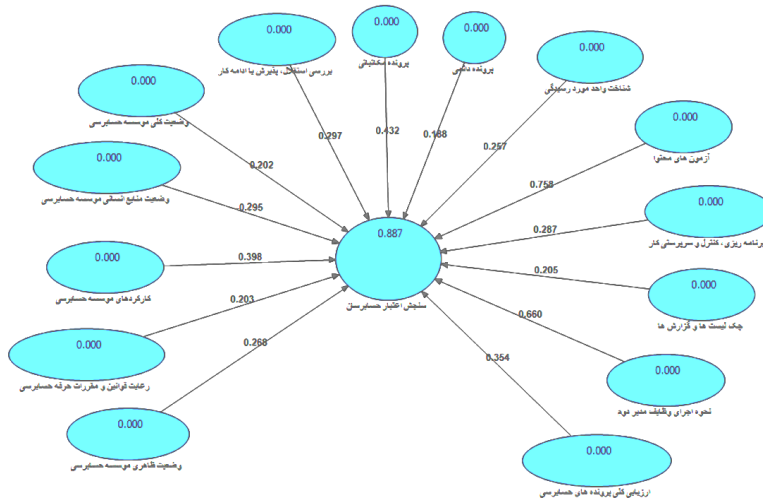 0.000
بررسی استقلال، پذیرش یا ادامه کار
0.000
پرونده مکاتباتی
0.000
پرونده دائمی
0.000
شناخت واحد مورد رسیدگی
0.000
وضعیت کلی موسسه حسابرسی
0.000
آزمون های محتوا
0.000
وضعیت منابع انسانی موسسه حسابرسی
0.000
برنامه ریزی، کنترل و سرپرستی کار
0.000
کارکردهای موسسه حسابرسی
0.000
چک لیست ها و گزارش ها
0.000
رعایت قوانین و مقررات حرفه حسابرسی
0.000
نحوه اجرای وظایف مدیر
0.000
وضعیت ظاهری موسسه حسابرسی
0.000
ارزیابی کلی پرونده های حسابرسی
0.887
سنجش اعتبار
0.297
0.432
0.188
0.257
0.202
0.758
0.295
0.287
0.398
0.205
0.203
0.660
0.268
0.354